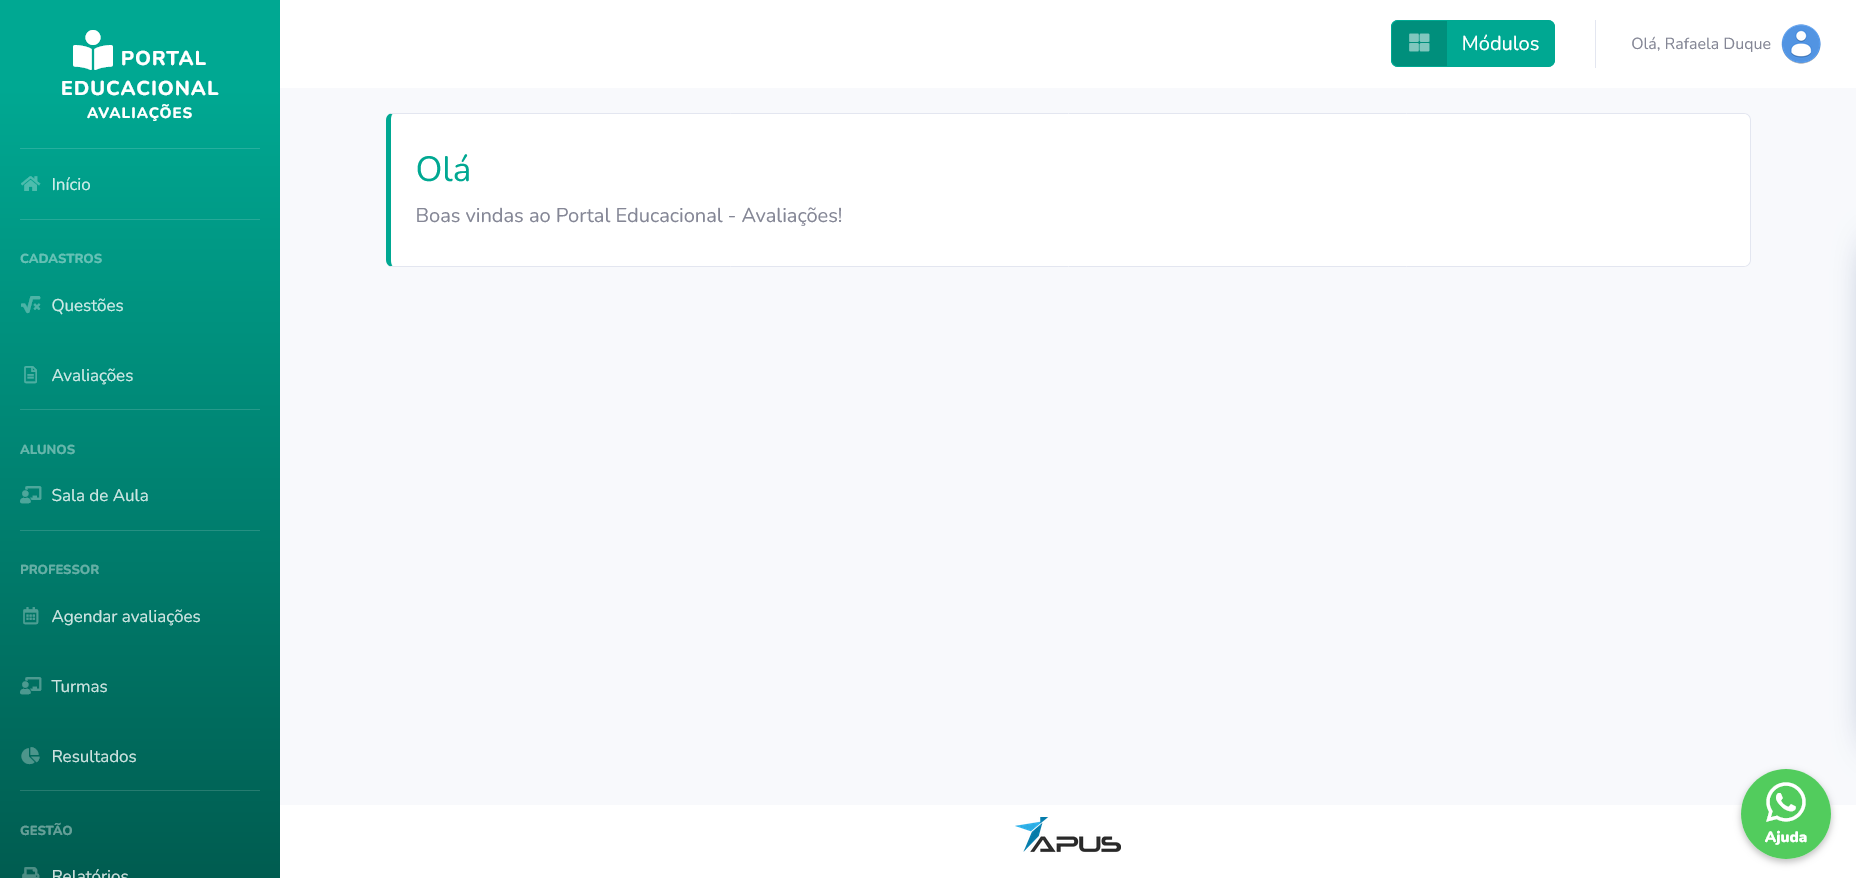 PORTAL
EDUCACIONAL
AVALIAÇÕES
Início
CADASTROS
Questões
Avaliações
ALUNOS
Sala de Aula
PROFESSOR
Agendar avaliações
Turmas
Resultados
GESTÃO
Relatórios
Módulos
Olá, Rafaela Duque
Olá
Boas vindas ao Portal Educacional - Avaliações!
APUS
Ajuda